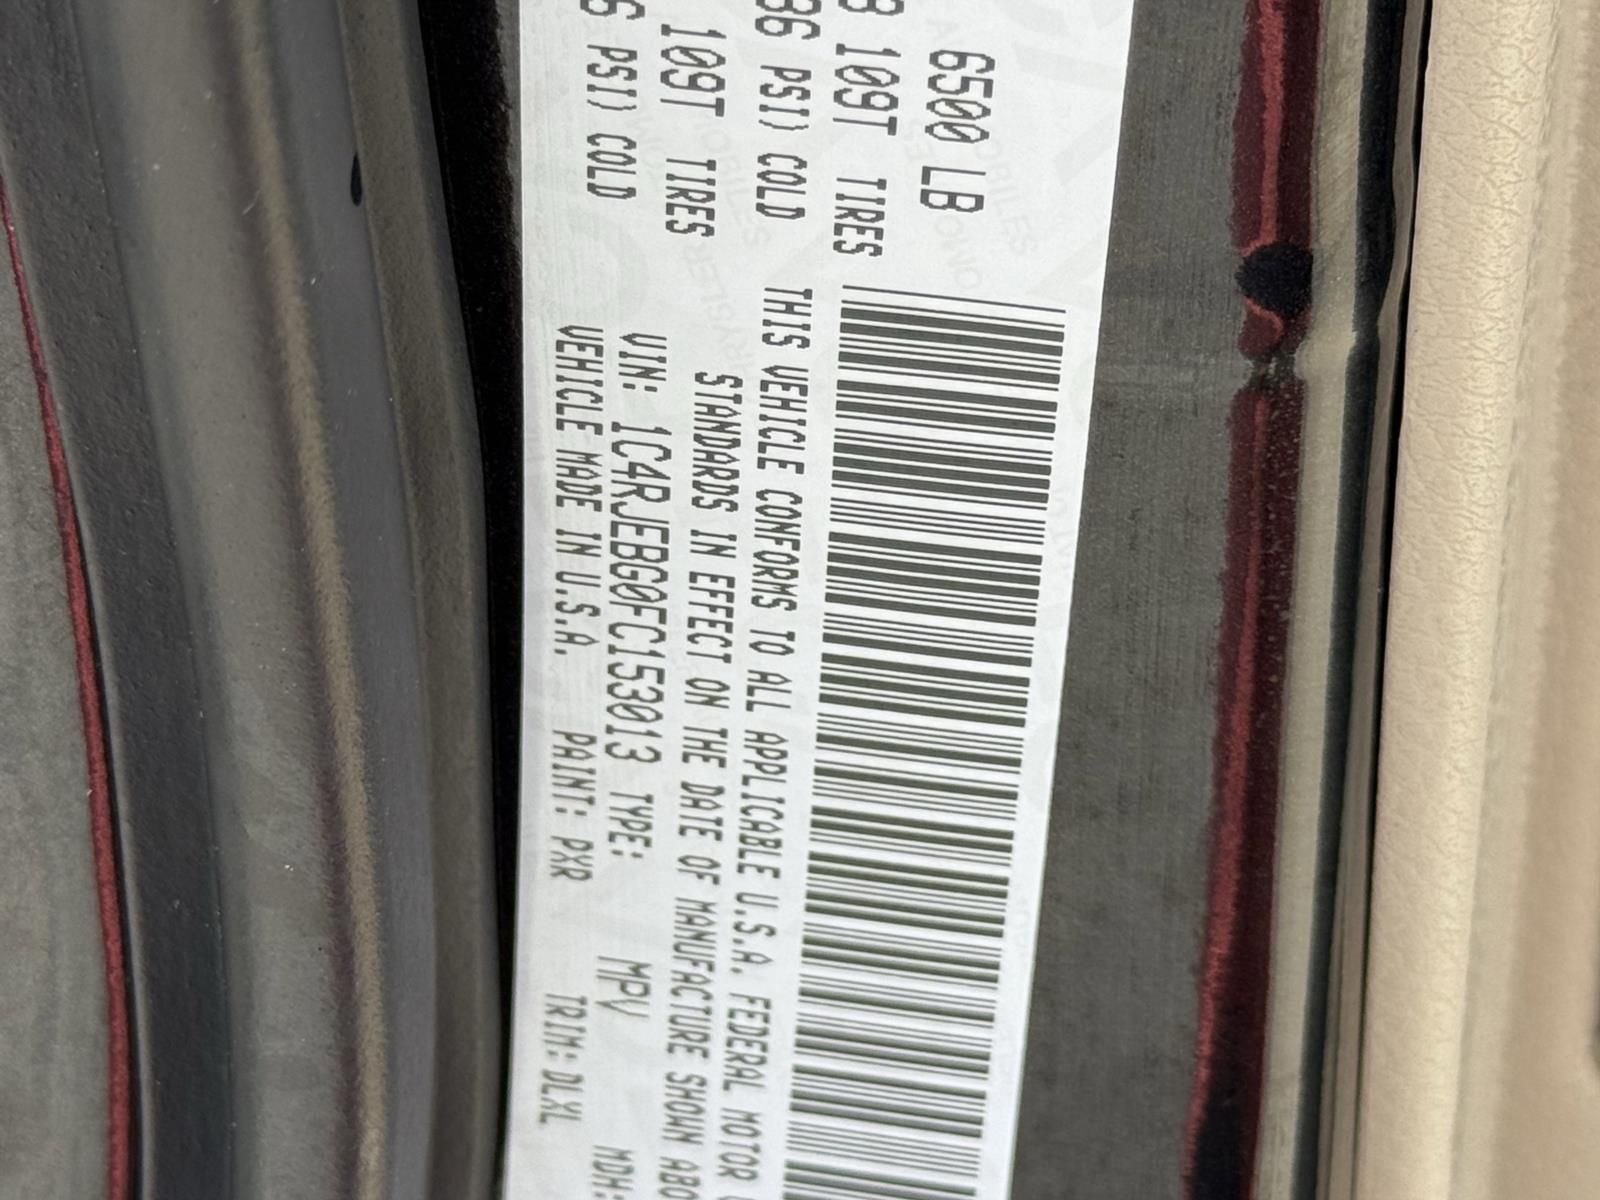 6500 LB
109T TIRES
PSI) COLD
109T TIRES
PSI) COLD
THIS VEHICLE CONFORMS TO ALL APPLICABLE U.S.A. FEDERAL MOTOR
STANDARDS IN EFFECT ON THE DATE OF MANUFACTURE SHOWN
VIN: 1C4RJEBG0FC153013 TYPE: MPV MDH:
VEHICLE MADE IN U.S.A. PAINT: PXR TRIM: DLXL